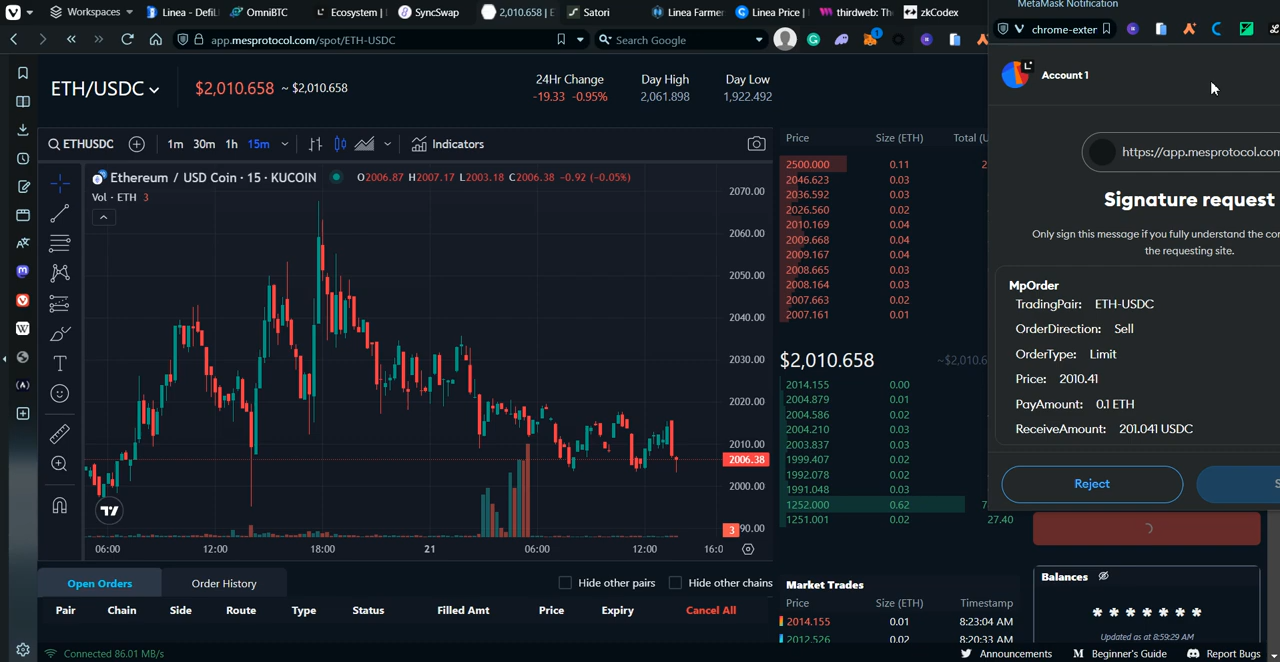 Workspaces
Linea - DefiL
OmniBTC
Ecosystem |
SyncSwap
2,010.658 | E
Satori
Linea Farmer
Linea Price |
thirdweb: The
zkCodex
app.mesprotocol.com/spot/ETH-USDC
Search Google
1
MetaMask Notification
chrome-exter
ETH/USDC
$2,010.658 ~ $2,010.658
24Hr Change
-19.33 -0.95%
Day High
2,061.898
Day Low
1,922.492
L+
Account 1
https://app.mesprotocol.com
Signature request
Only sign this message if you fully understand the
the requesting site.
MpOrder
TradingPair: ETH-USDC
OrderDirection: Sell
OrderType: Limit
Price: 2010.41
PayAmount: 0.1 ETH
ReceiveAmount: 201.041 USDC
Reject
S
ETHUSDC
1m 30m 1h 15m
Indicators
Ethereum / USD Coin · 15 · KUCOIN
O2006.87 H2007.17 L2003.18 C2006.38 -0.92 (-0.05%)
Vol · ETH 3
2070.00
2060.00
2050.00
2040.00
2030.00
2020.00
2010.00
2006.38
2000.00
3
90.00
06:00 12:00 18:00 21 06:00 12:00 16:0
Price Size (ETH) Total (U
2500.000 0.11 2
2046.623 0.03
2036.592 0.03
2026.560 0.02
2010.169 0.04
2009.668 0.04
2009.167 0.04
2008.665 0.03
2008.164 0.03
2007.663 0.02
2007.161 0.01
$2,010.658 ~$2,010.6
2014.155 0.00
2004.879 0.01
2004.586 0.02
2004.210 0.03
2003.837 0.03
1999.407 0.02
1992.078 0.02
1991.048 0.03
1252.000 0.62 7
1251.001 0.02 27.40
Open Orders
Order History
Hide other pairs
Hide other chains
Pair Chain Side Route Type Status Filled Amt Price Expiry Cancel All
Market Trades
Price Size (ETH) Timestamp
2014.155 0.01 8:23:04 AM
2012.526 0.02 8:20:33 AM
Balances
* * * * * * *
Updated as at 8:59:29 AM
Connected 86.01 MB/s
Announcements
Beginner's Guide
Report Bugs